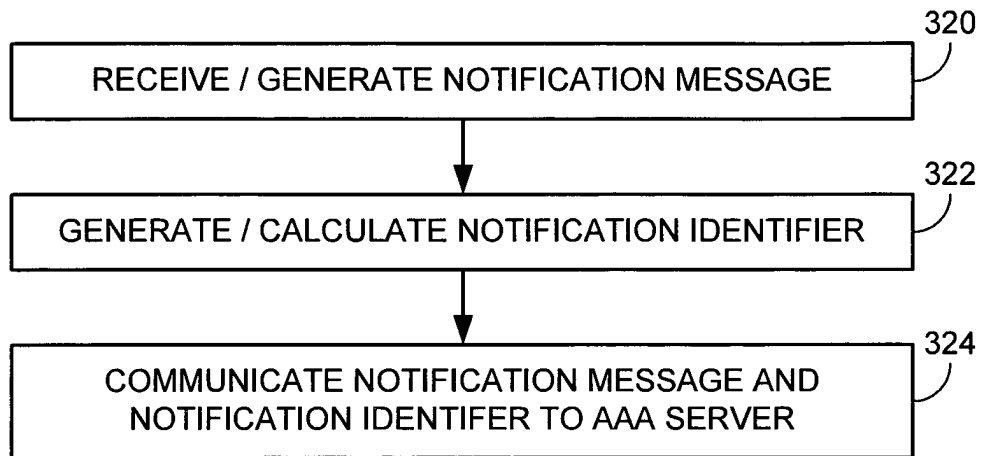 320
RECEIVE / GENERATE NOTIFICATION MESSAGE
322
GENERATE / CALCULATE NOTIFICATION IDENTIFIER
324
COMMUNICATE NOTIFICATION MESSAGE AND
NOTIFICATION IDENTIFER TO AAA SERVER